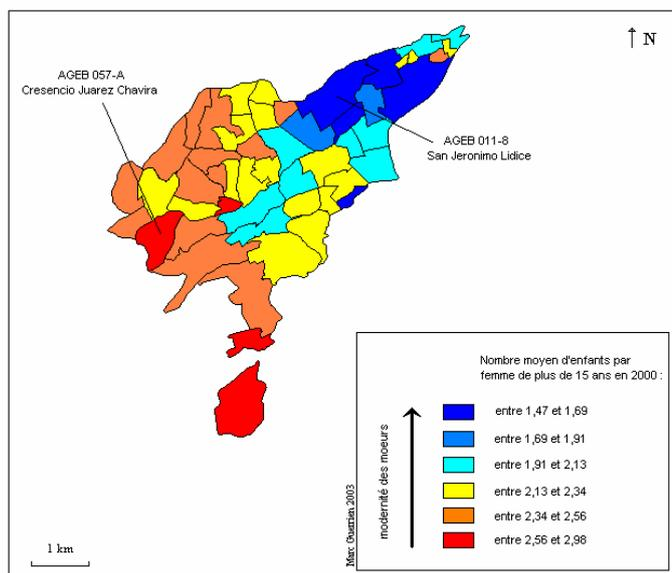 N
AGEB 057-A
Cresencio Juarez Chavira
AGEB 011-8
San Jeronimo Lidice
Nombre moyen d'enfants par
femme de plus de 15 ans en 2000 :
entre 1,47 et 1,69
entre 1,69 et 1,91
entre 1,91 et 2,13
entre 2,13 et 2,34
entre 2,34 et 2,56
entre 2,56 et 2,98
modernité des moeurs
Marc Guerrien 2003
1 km